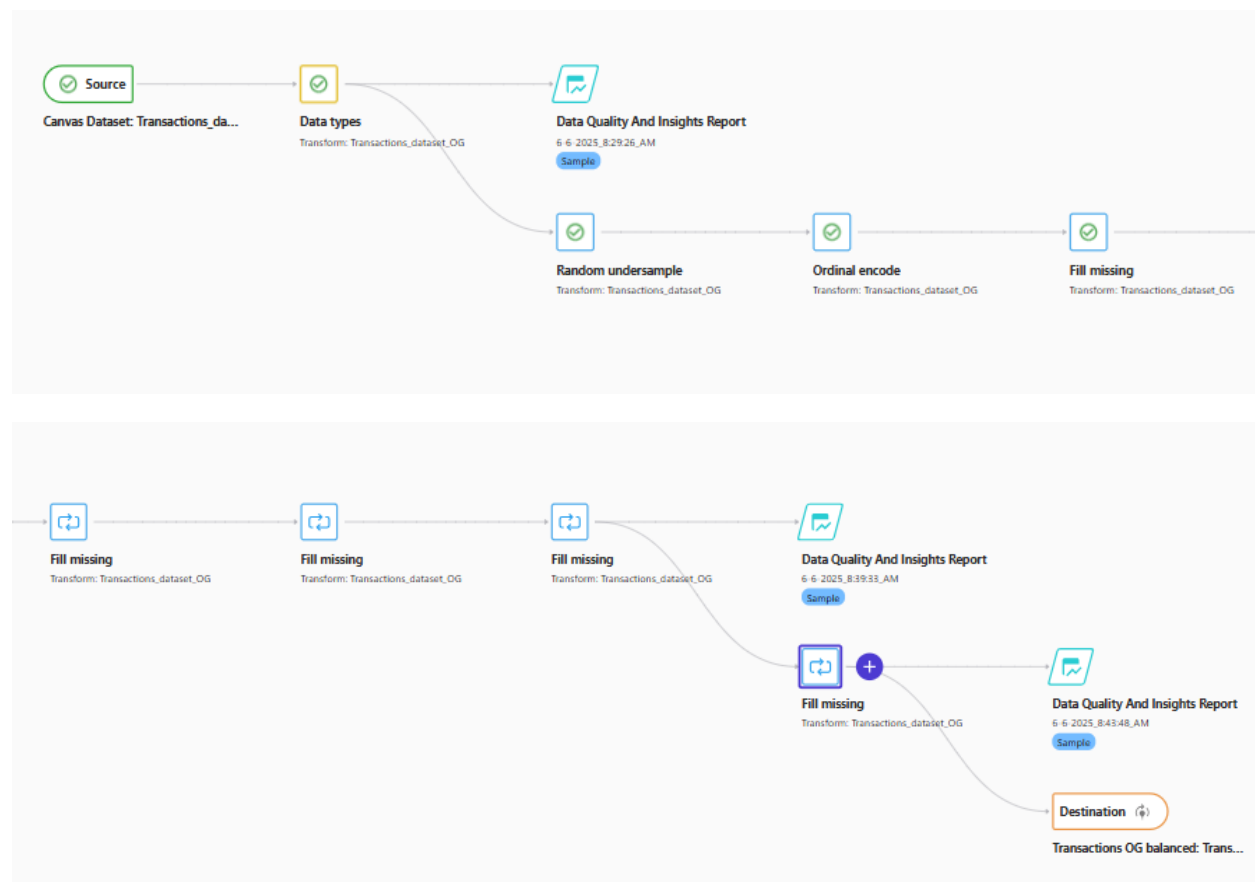 Source
Canvas Dataset: Transactions_da...
Data types
Transform: Transactions_dataset_OG
Data Quality And Insights Report
6-6-2025_8:29:26_AM
Sample
Random undersample
Transform: Transactions_dataset_OG
Ordinal encode
Transform: Transactions_dataset_OG
Fill missing
Transform: Transactions_dataset_OG
Fill missing
Transform: Transactions_dataset_OG
Fill missing
Transform: Transactions_dataset_OG
Fill missing
Transform: Transactions_dataset_OG
Data Quality And Insights Report
6-6-2025_8:39:33_AM
Sample
Fill missing
Transform: Transactions_dataset_OG
Data Quality And Insights Report
6-6-2025_8:43:48_AM
Sample
Destination
Transactions OG balanced: Trans...